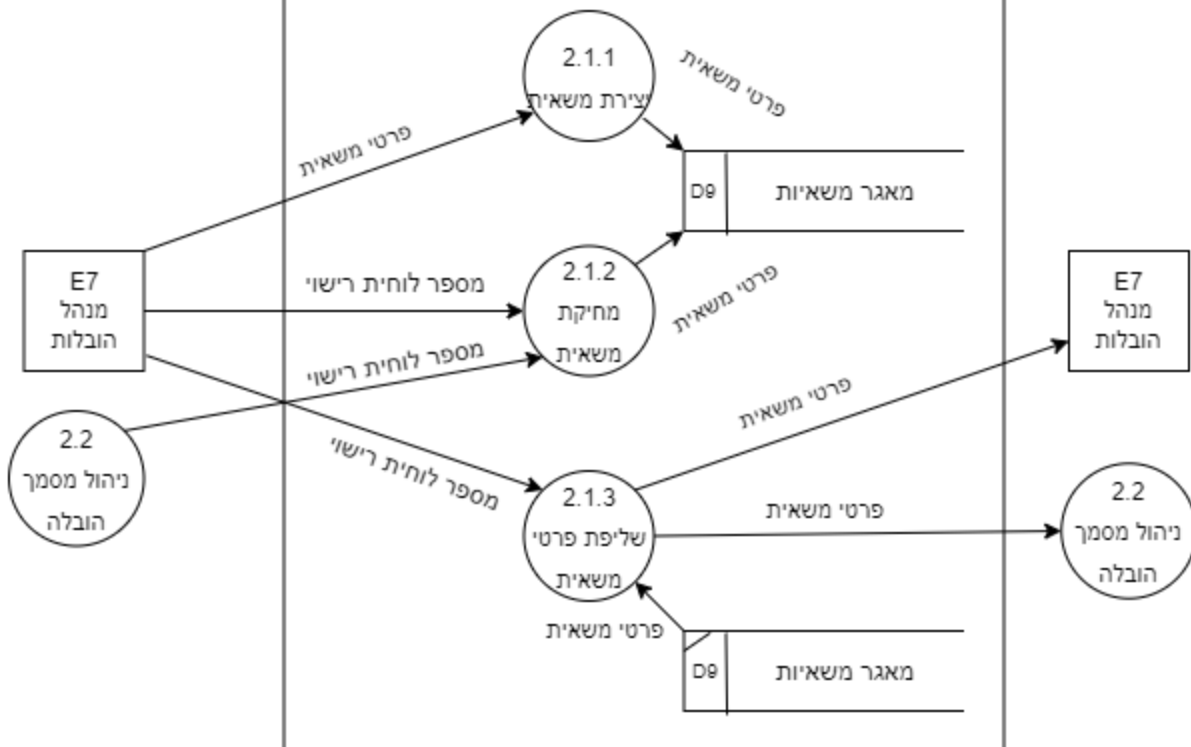 2.1.1
יצירת משאית
פרטי משאית
פרטי משאית
D9
מאגר משאיות
E7
מנהל
הובלות
מספר לוחית רישוי
2.1.2
מחיקת
משאית
פרטי משאית
E7
מנהל
הובלות
מספר לוחית רישוי
2.2
ניהול מסמך
הובלה
מספר לוחית רישוי
פרטי משאית
2.1.3
שליפת פרטי
משאית
פרטי משאית
2.2
ניהול מסמך
הובלה
פרטי משאית
D9
מאגר משאיות